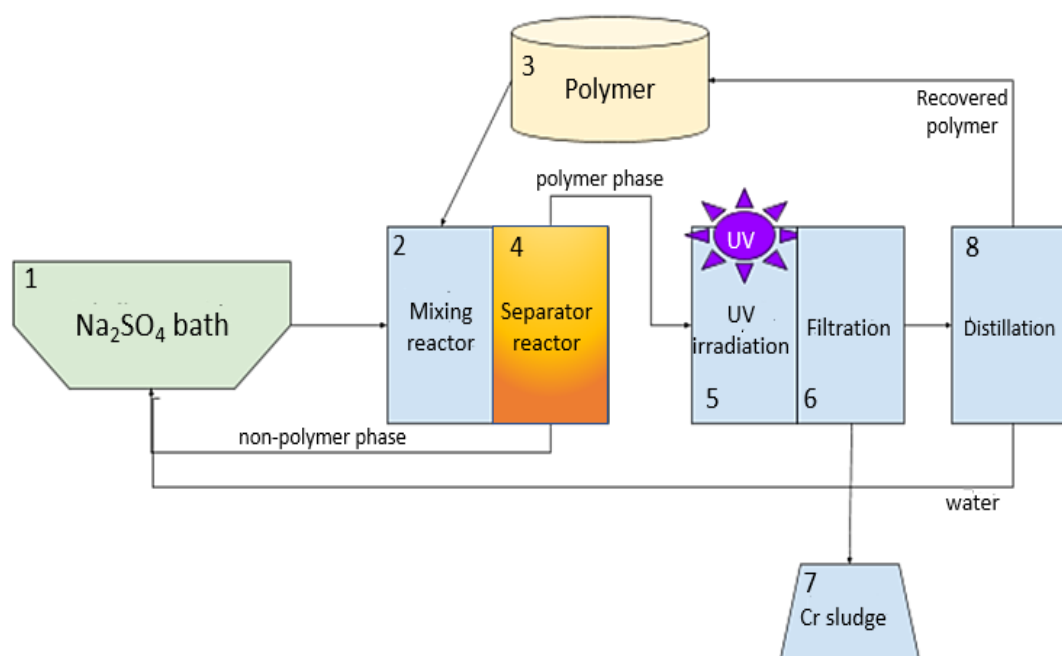 3
Polymer
Recovered
polymer
polymer phase
1
Na₂SO₄ bath
2
Mixing
reactor
4
Separator
reactor
UV
UV
irradiation
5
Filtration
6
8
Distillation
non-polymer phase
water
7
Cr sludge